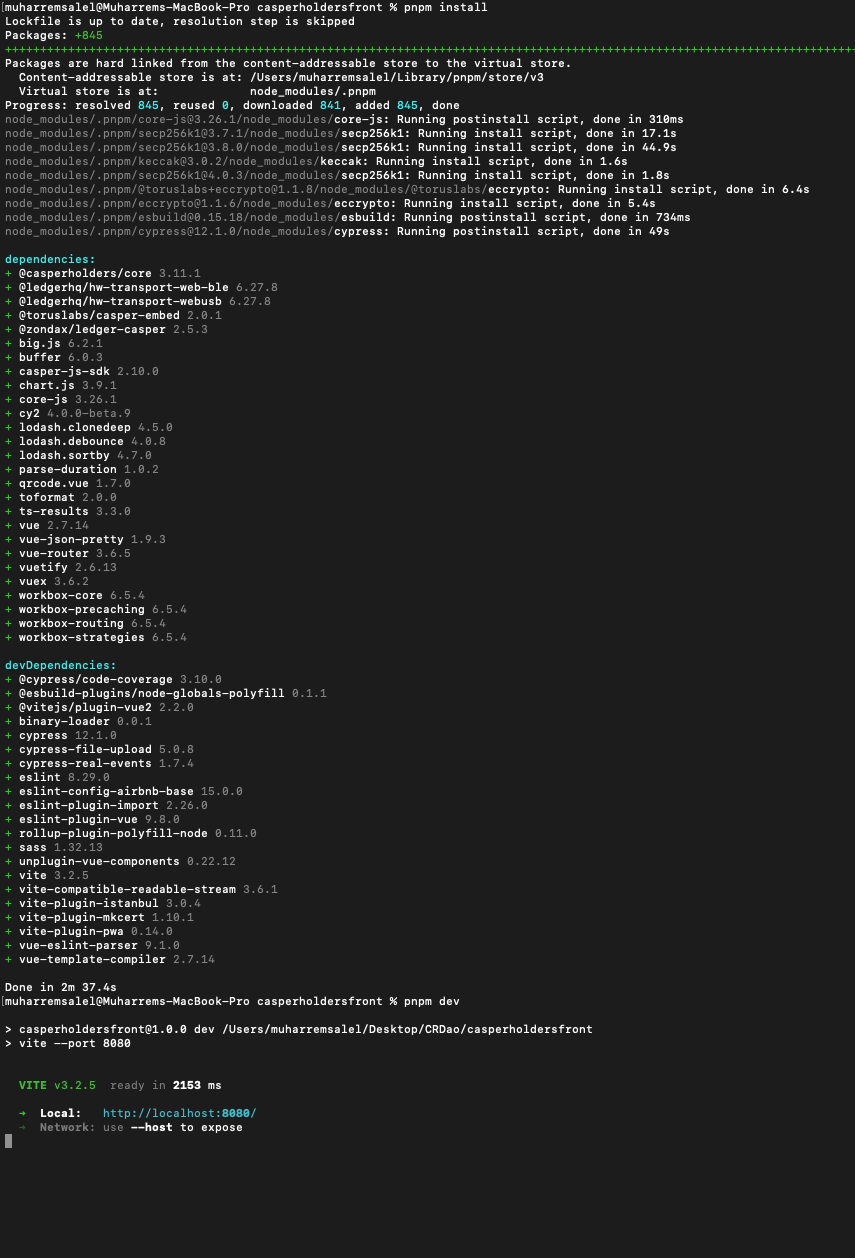 [muharremsalel@Muharrems-MacBook-Pro casperholdersfront % pnpm install
Lockfile is up to date, resolution step is skipped
Packages: +845
++++++++++++++++++++++++++++++++++++++++++++++++++++++++++++++++++++++++++++++++++++++++++++++++++++++++++++++++++++++++++
Packages are hard linked from the content-addressable store to the virtual store.
  Content-addressable store is at: /Users/muharremsalel/Library/pnpm/store/v3
  Virtual store is at:             node_modules/.pnpm
Progress: resolved 845, reused 0, downloaded 841, added 845, done
node_modules/.pnpm/core-js@3.26.1/node_modules/core-js: Running postinstall script, done in 310ms
node_modules/.pnpm/secp256k1@3.7.1/node_modules/secp256k1: Running install script, done in 17.1s
node_modules/.pnpm/secp256k1@3.8.0/node_modules/secp256k1: Running install script, done in 44.9s
node_modules/.pnpm/keccak@3.0.2/node_modules/keccak: Running install script, done in 1.6s
node_modules/.pnpm/secp256k1@4.0.3/node_modules/secp256k1: Running install script, done in 1.8s
node_modules/.pnpm/@toruslabs+eccrypto@1.1.8/node_modules/@toruslabs/eccrypto: Running install script, done in 6.4s
node_modules/.pnpm/eccrypto@1.1.6/node_modules/eccrypto: Running install script, done in 5.4s
node_modules/.pnpm/esbuild@0.15.18/node_modules/esbuild: Running postinstall script, done in 734ms
node_modules/.pnpm/cypress@12.1.0/node_modules/cypress: Running postinstall script, done in 49s

dependencies:
+ @casperholders/core 3.11.1
+ @ledgerhq/hw-transport-web-ble 6.27.8
+ @ledgerhq/hw-transport-webusb 6.27.8
+ @toruslabs/casper-embed 2.0.1
+ @zondax/ledger-casper 2.5.3
+ big.js 6.2.1
+ buffer 6.0.3
+ casper-js-sdk 2.10.0
+ chart.js 3.9.1
+ core-js 3.26.1
+ cy2 4.0.0-beta.9
+ lodash.clonedeep 4.5.0
+ lodash.debounce 4.0.8
+ lodash.sortby 4.7.0
+ parse-duration 1.0.2
+ qrcode.vue 1.7.0
+ toformat 2.0.0
+ ts-results 3.3.0
+ vue 2.7.14
+ vue-json-pretty 1.9.3
+ vue-router 3.6.5
+ vuetify 2.6.13
+ vuex 3.6.2
+ workbox-core 6.5.4
+ workbox-precaching 6.5.4
+ workbox-routing 6.5.4
+ workbox-strategies 6.5.4

devDependencies:
+ @cypress/code-coverage 3.10.0
+ @esbuild-plugins/node-globals-polyfill 0.1.1
+ @vitejs/plugin-vue2 2.2.0
+ binary-loader 0.0.1
+ cypress 12.1.0
+ cypress-file-upload 5.0.8
+ cypress-real-events 1.7.4
+ eslint 8.29.0
+ eslint-config-airbnb-base 15.0.0
+ eslint-plugin-import 2.26.0
+ eslint-plugin-vue 9.8.0
+ rollup-plugin-polyfill-node 0.11.0
+ sass 1.32.13
+ unplugin-vue-components 0.22.12
+ vite 3.2.5
+ vite-compatible-readable-stream 3.6.1
+ vite-plugin-istanbul 3.0.4
+ vite-plugin-mkcert 1.10.1
+ vite-plugin-pwa 0.14.0
+ vue-eslint-parser 9.1.0
+ vue-template-compiler 2.7.14

Done in 2m 37.4s
[muharremsalel@Muharrems-MacBook-Pro casperholdersfront % pnpm dev

> casperholdersfront@1.0.0 dev /Users/muharremsalel/Desktop/CRDao/casperholdersfront
> vite --port 8080

  VITE v3.2.5  ready in 2153 ms

  ➜  Local:   http://localhost:8080/
  ➜  Network: use --host to expose